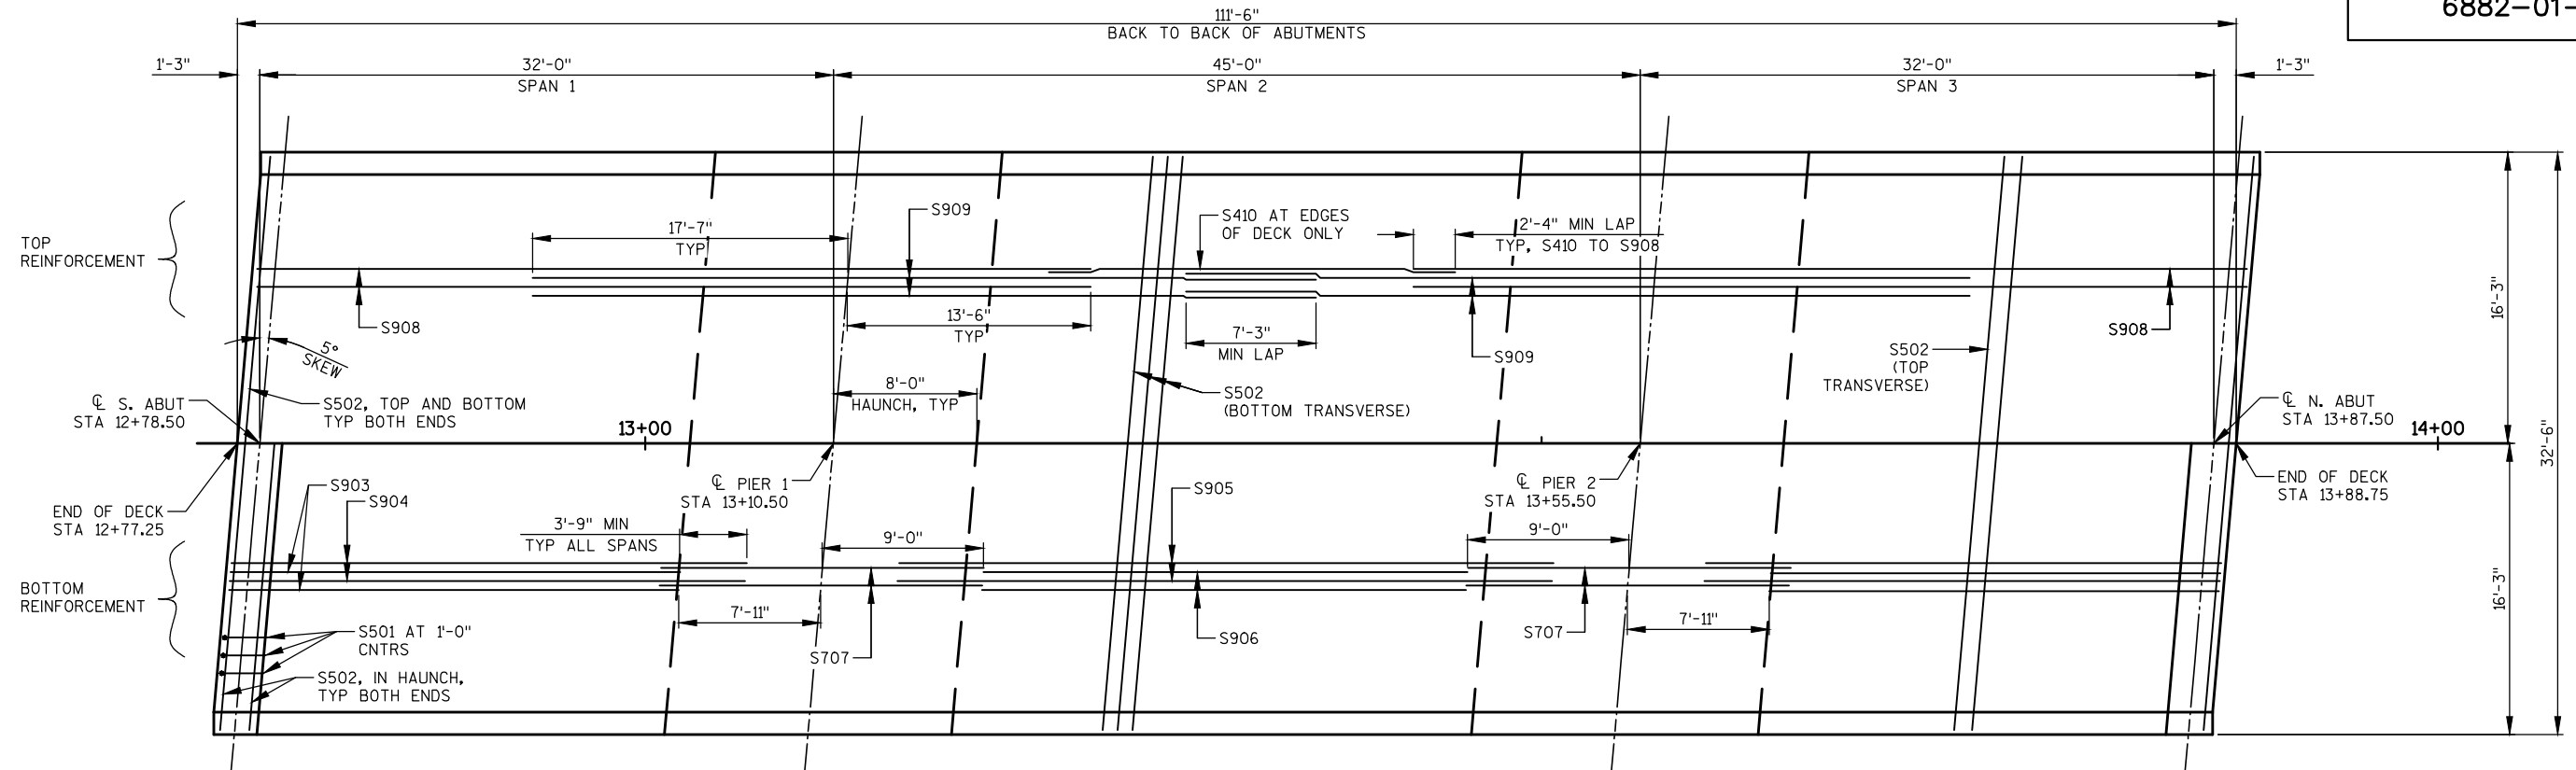 6882-01-
111'-6"
BACK TO BACK OF ABUTMENTS
1'-3"
32'-0"
SPAN 1
45'-0"
SPAN 2
32'-0"
SPAN 3
1'-3"
TOP
REINFORCEMENT
17'-7"
TYP
S909
S410 AT EDGES
OF DECK ONLY
2'-4" MIN LAP
TYP, S410 TO S908
S908
13'-6"
TYP
7'-3"
MIN LAP
S909
S908
16'-3"
5°
SKEW
S502
(TOP
TRANSVERSE)
8'-0"
HAUNCH, TYP
S502
(BOTTOM TRANSVERSE)
℄ S. ABUT
STA 12+78.50
S502, TOP AND BOTTOM
TYP BOTH ENDS
℄ N. ABUT
STA 13+87.50
13+00
14+00
32'-6"
END OF DECK
STA 12+77.25
S903
S904
℄ PIER 1
STA 13+10.50
S905
℄ PIER 2
STA 13+55.50
END OF DECK
STA 13+88.75
3'-9" MIN
TYP ALL SPANS
9'-0"
9'-0"
BOTTOM
REINFORCEMENT
16'-3"
7'-11"
7'-11"
S501 AT 1'-0"
CNTRS
S707
S906
S707
S502, IN HAUNCH,
TYP BOTH ENDS